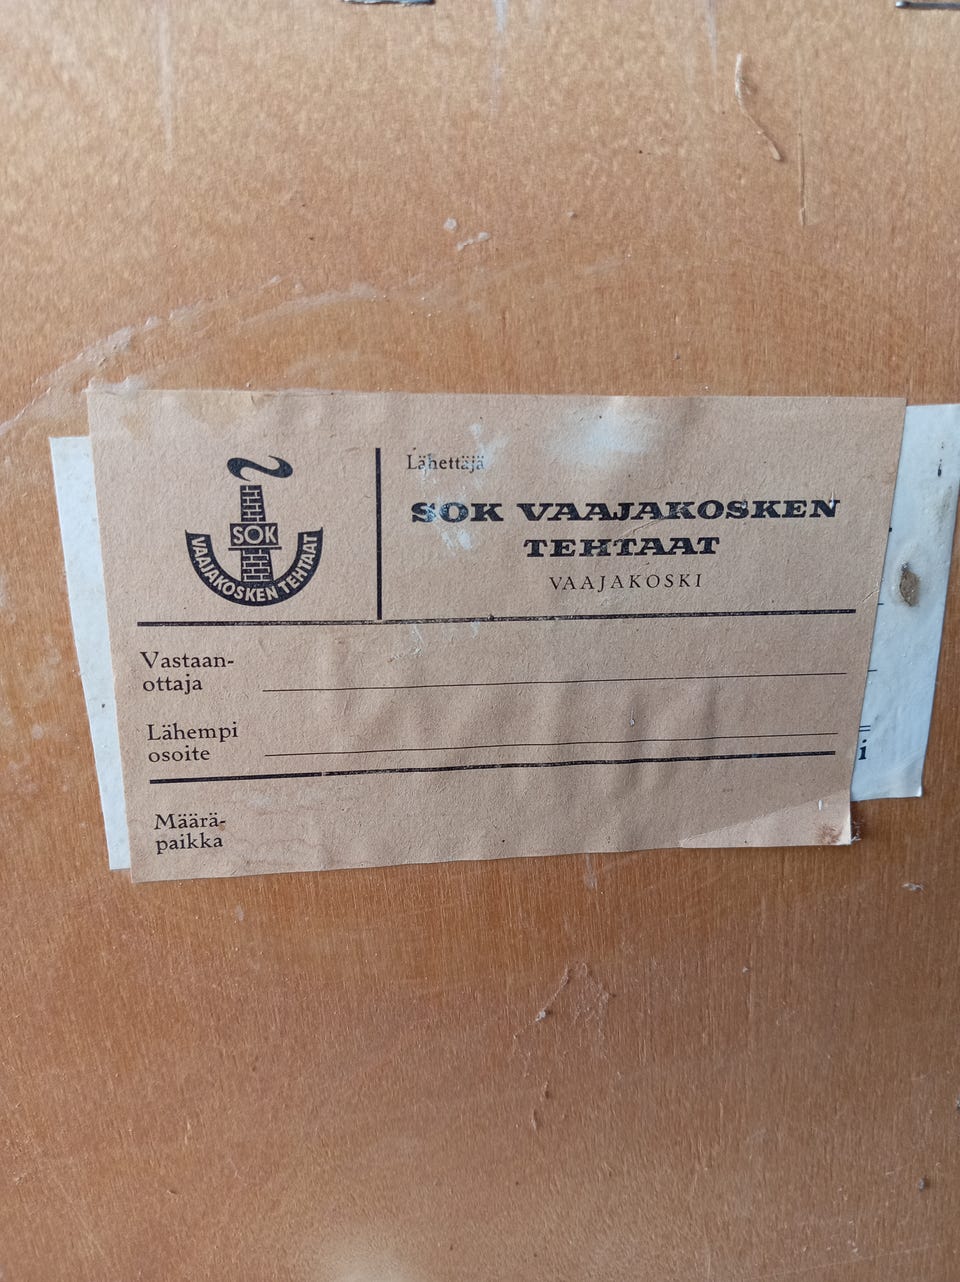 SOK
VAAJAKOSKEN TEHTAAT
Lähettäjä
SOK VAAJAKOSKEN
TEHTAAT
VAAJAKOSKI
Vastaan-
ottaja
Lähempi
osoite
Määrä-
paikka
i